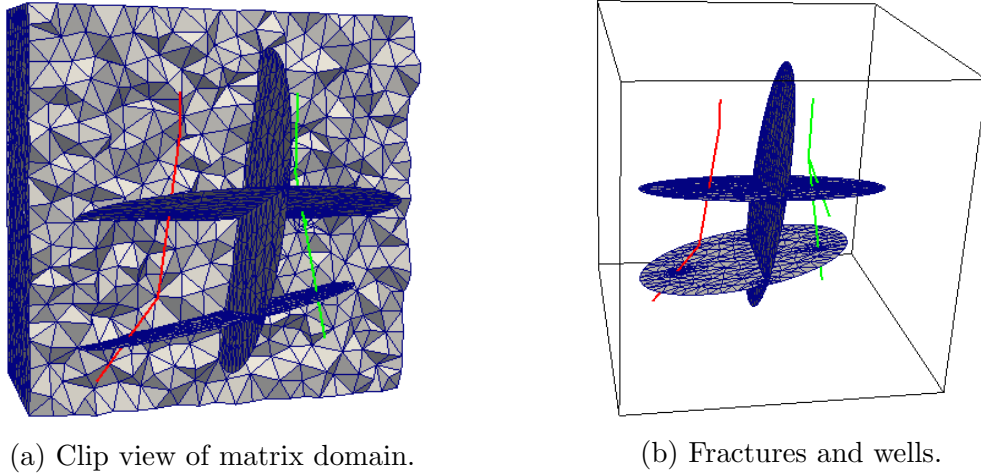 (a) Clip view of matrix domain.
(b) Fractures and wells.